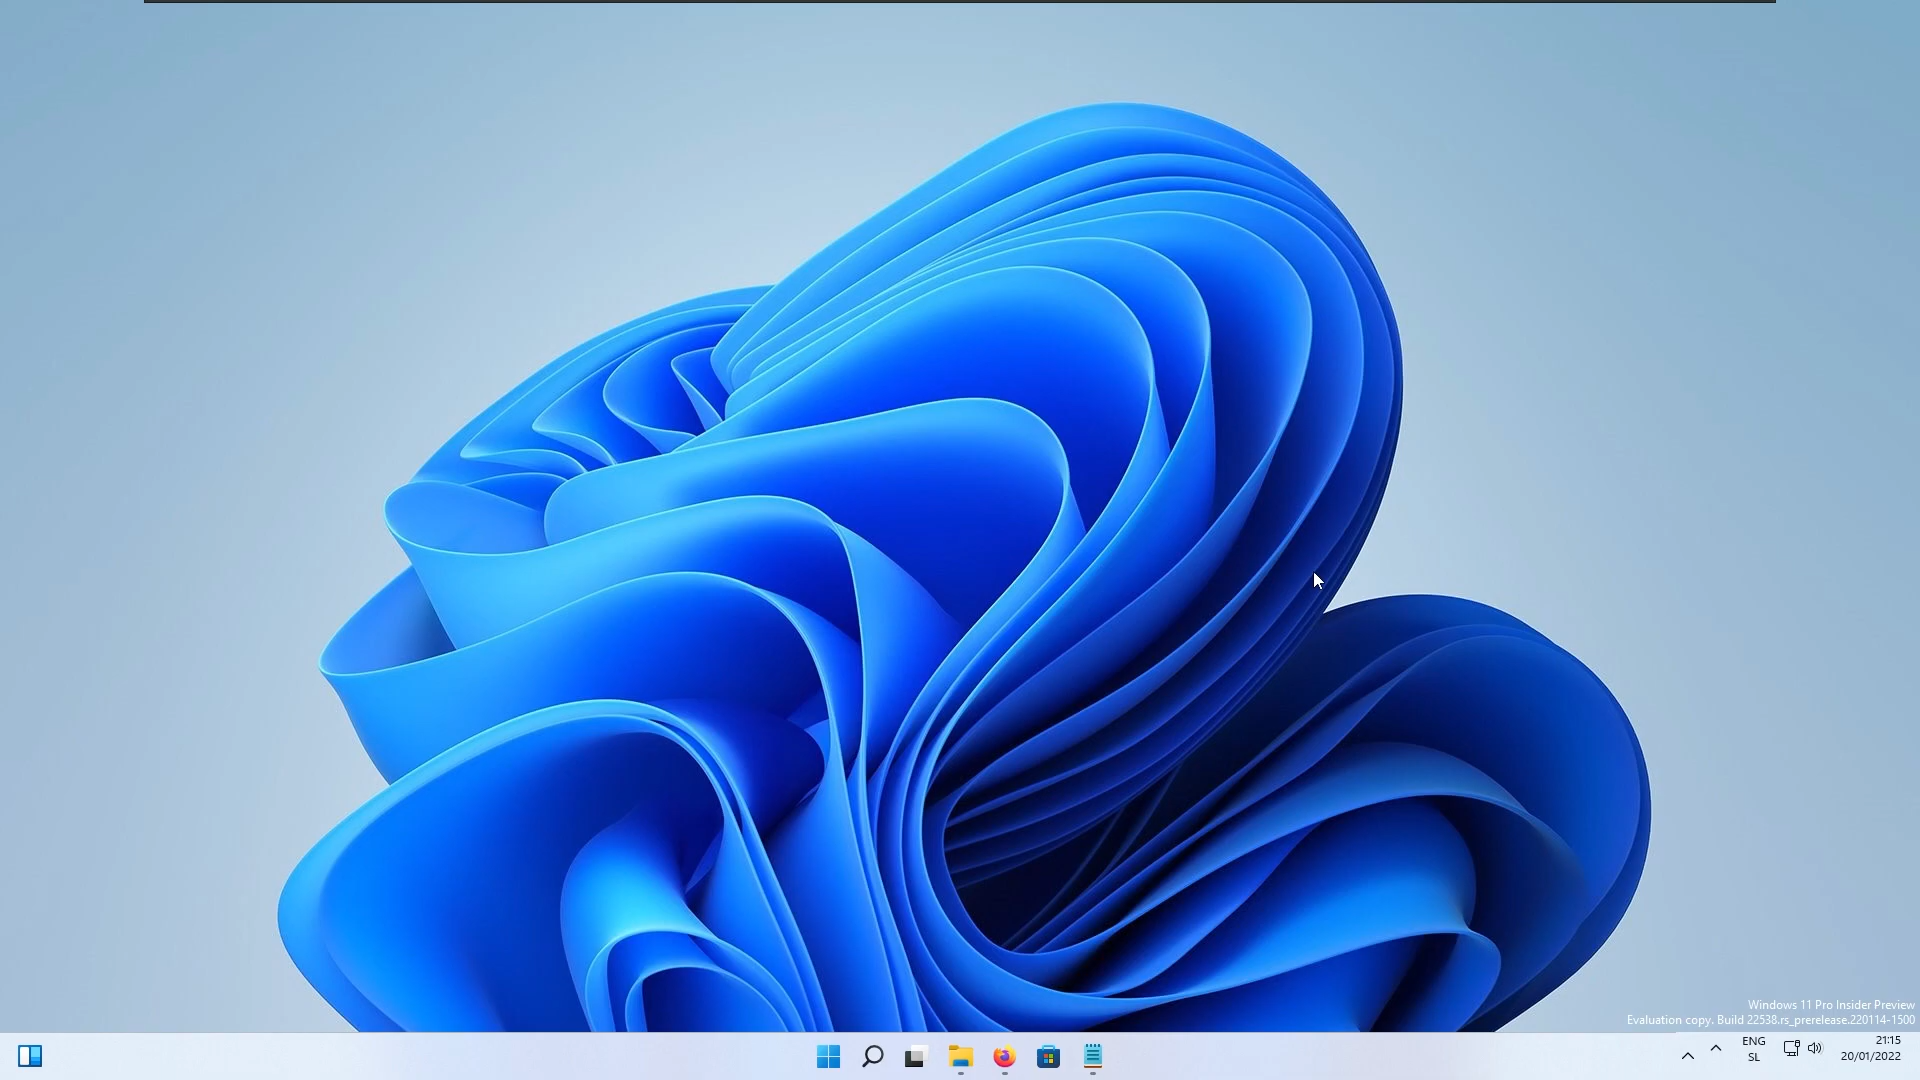 Windows 11 Pro Insider Preview
Evaluation copy. Build 22538.rs_prerelease.220114-1500
ENG
SL
21:15
20/01/2022